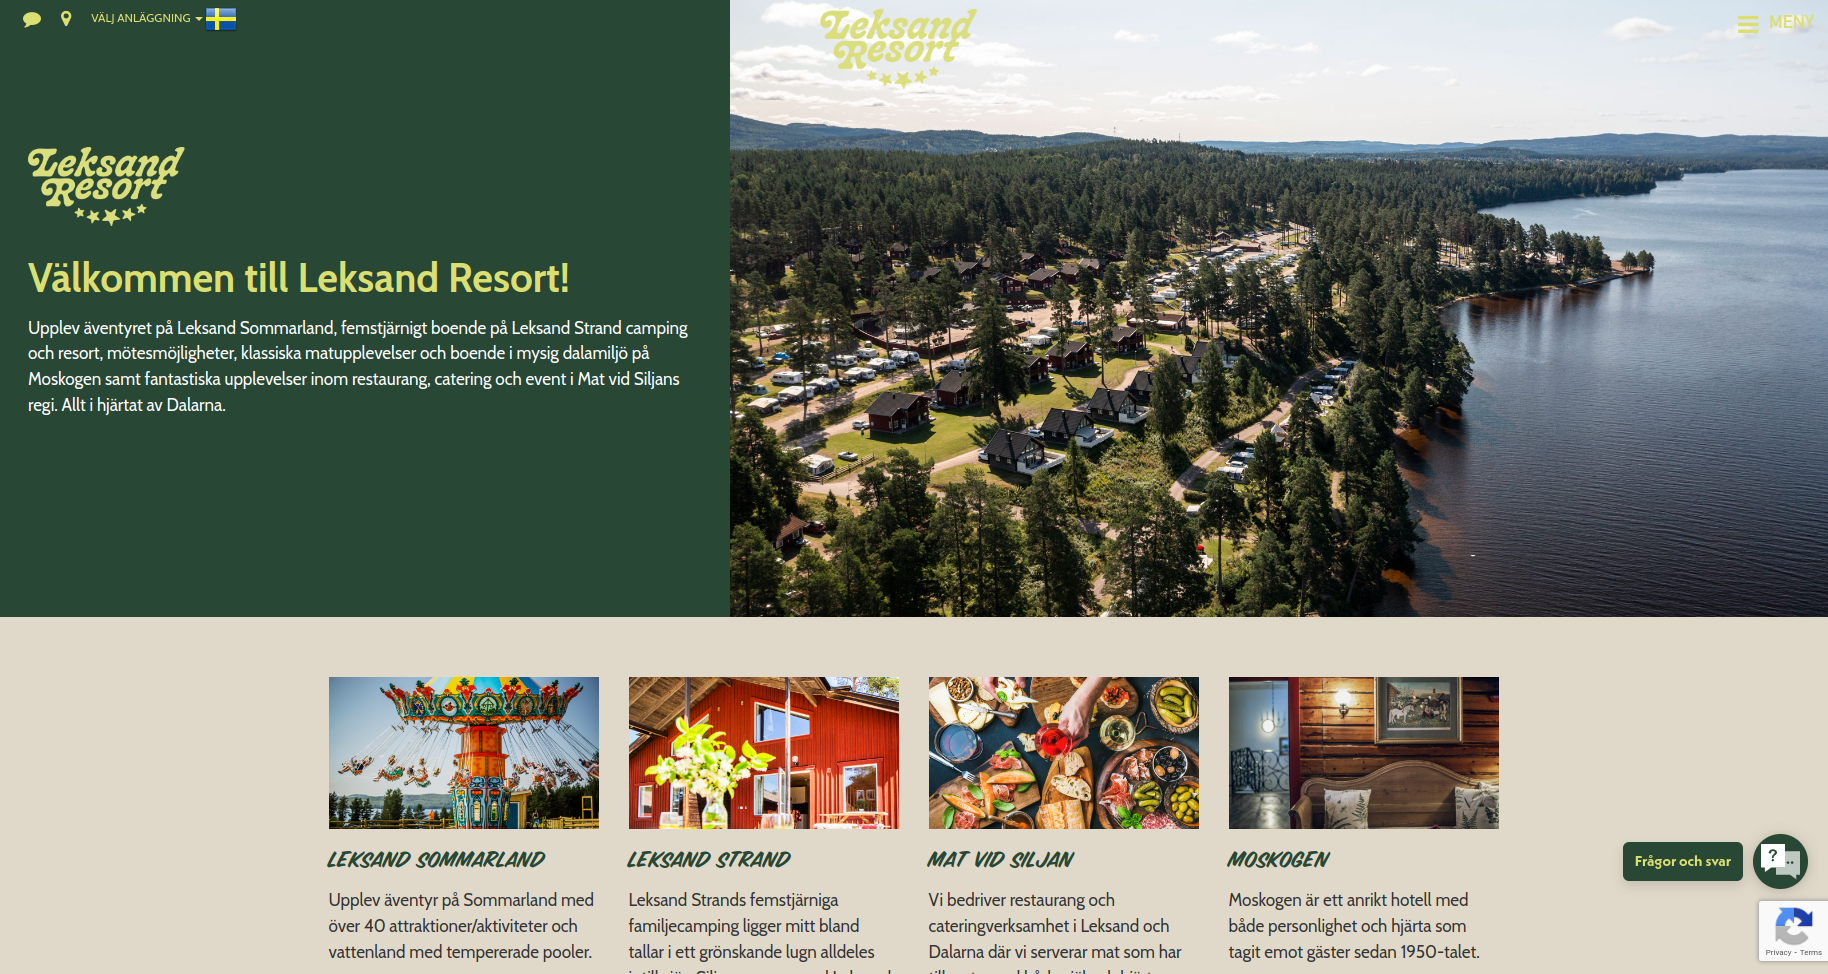 VÄLJ ANLÄGGNING
Leksand
Resort
MENY
Leksand
Resort
Välkommen till Leksand Resort!
Upplev äventyret på Leksand Sommarland, femstjärnigt boende på Leksand Strand camping
och resort, mötesmöjligheter, klassiska matupplevelser och boende i mysig dalamiljö på
Moskogen samt fantastiska upplevelser inom restaurang, catering och event i Mat vid Siljans
regi. Allt i hjärtat av Dalarna.
LEKSAND SOMMARLAND
Upplev äventyr på Sommarland med
över 40 attraktioner/aktiviteter och
vattenland med tempererade pooler.
LEKSAND STRAND
Leksand Strands femstjärniga
familjecamping ligger mitt bland
tallar i ett grönskande lugn alldeles
MAT VID SILJAN
Vi bedriver restaurang och
cateringverksamhet i Leksand och
Dalarna där vi serverar mat som har
MOSKOGEN
Moskogen är ett anrikt hotell med
både personlighet och hjärta som
tagit emot gäster sedan 1950-talet.
Frågor och svar
?
Privacy - Terms